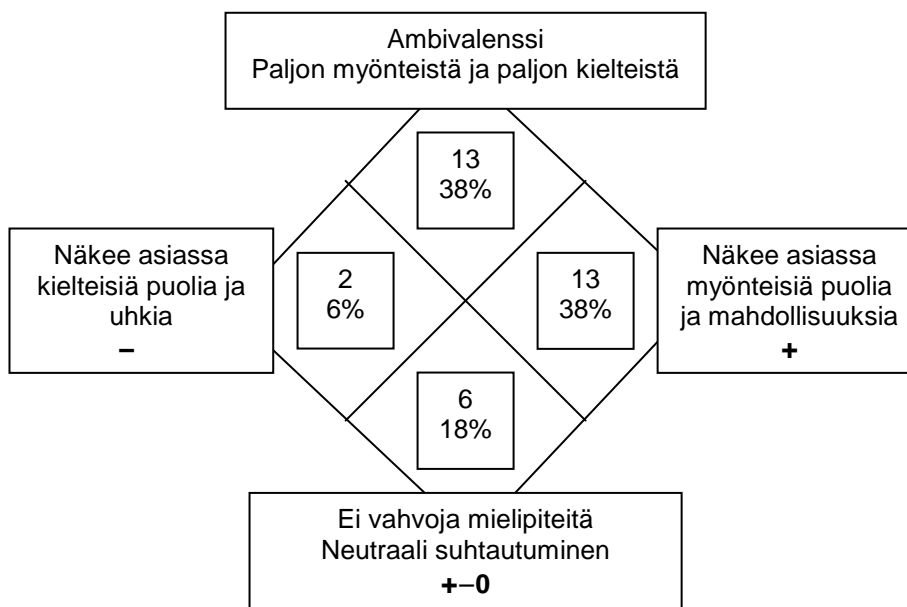 Ambivalenssi
Paljon myönteistä ja paljon kielteistä
13
38%
Näkee asiassa
kielteisiä puolia ja
uhkia
–
2
6%
13
38%
Näkee asiassa
myönteisiä puolia
ja mahdollisuuksia
+
6
18%
Ei vahvoja mielipiteitä
Neutraali suhtautuminen
+–0